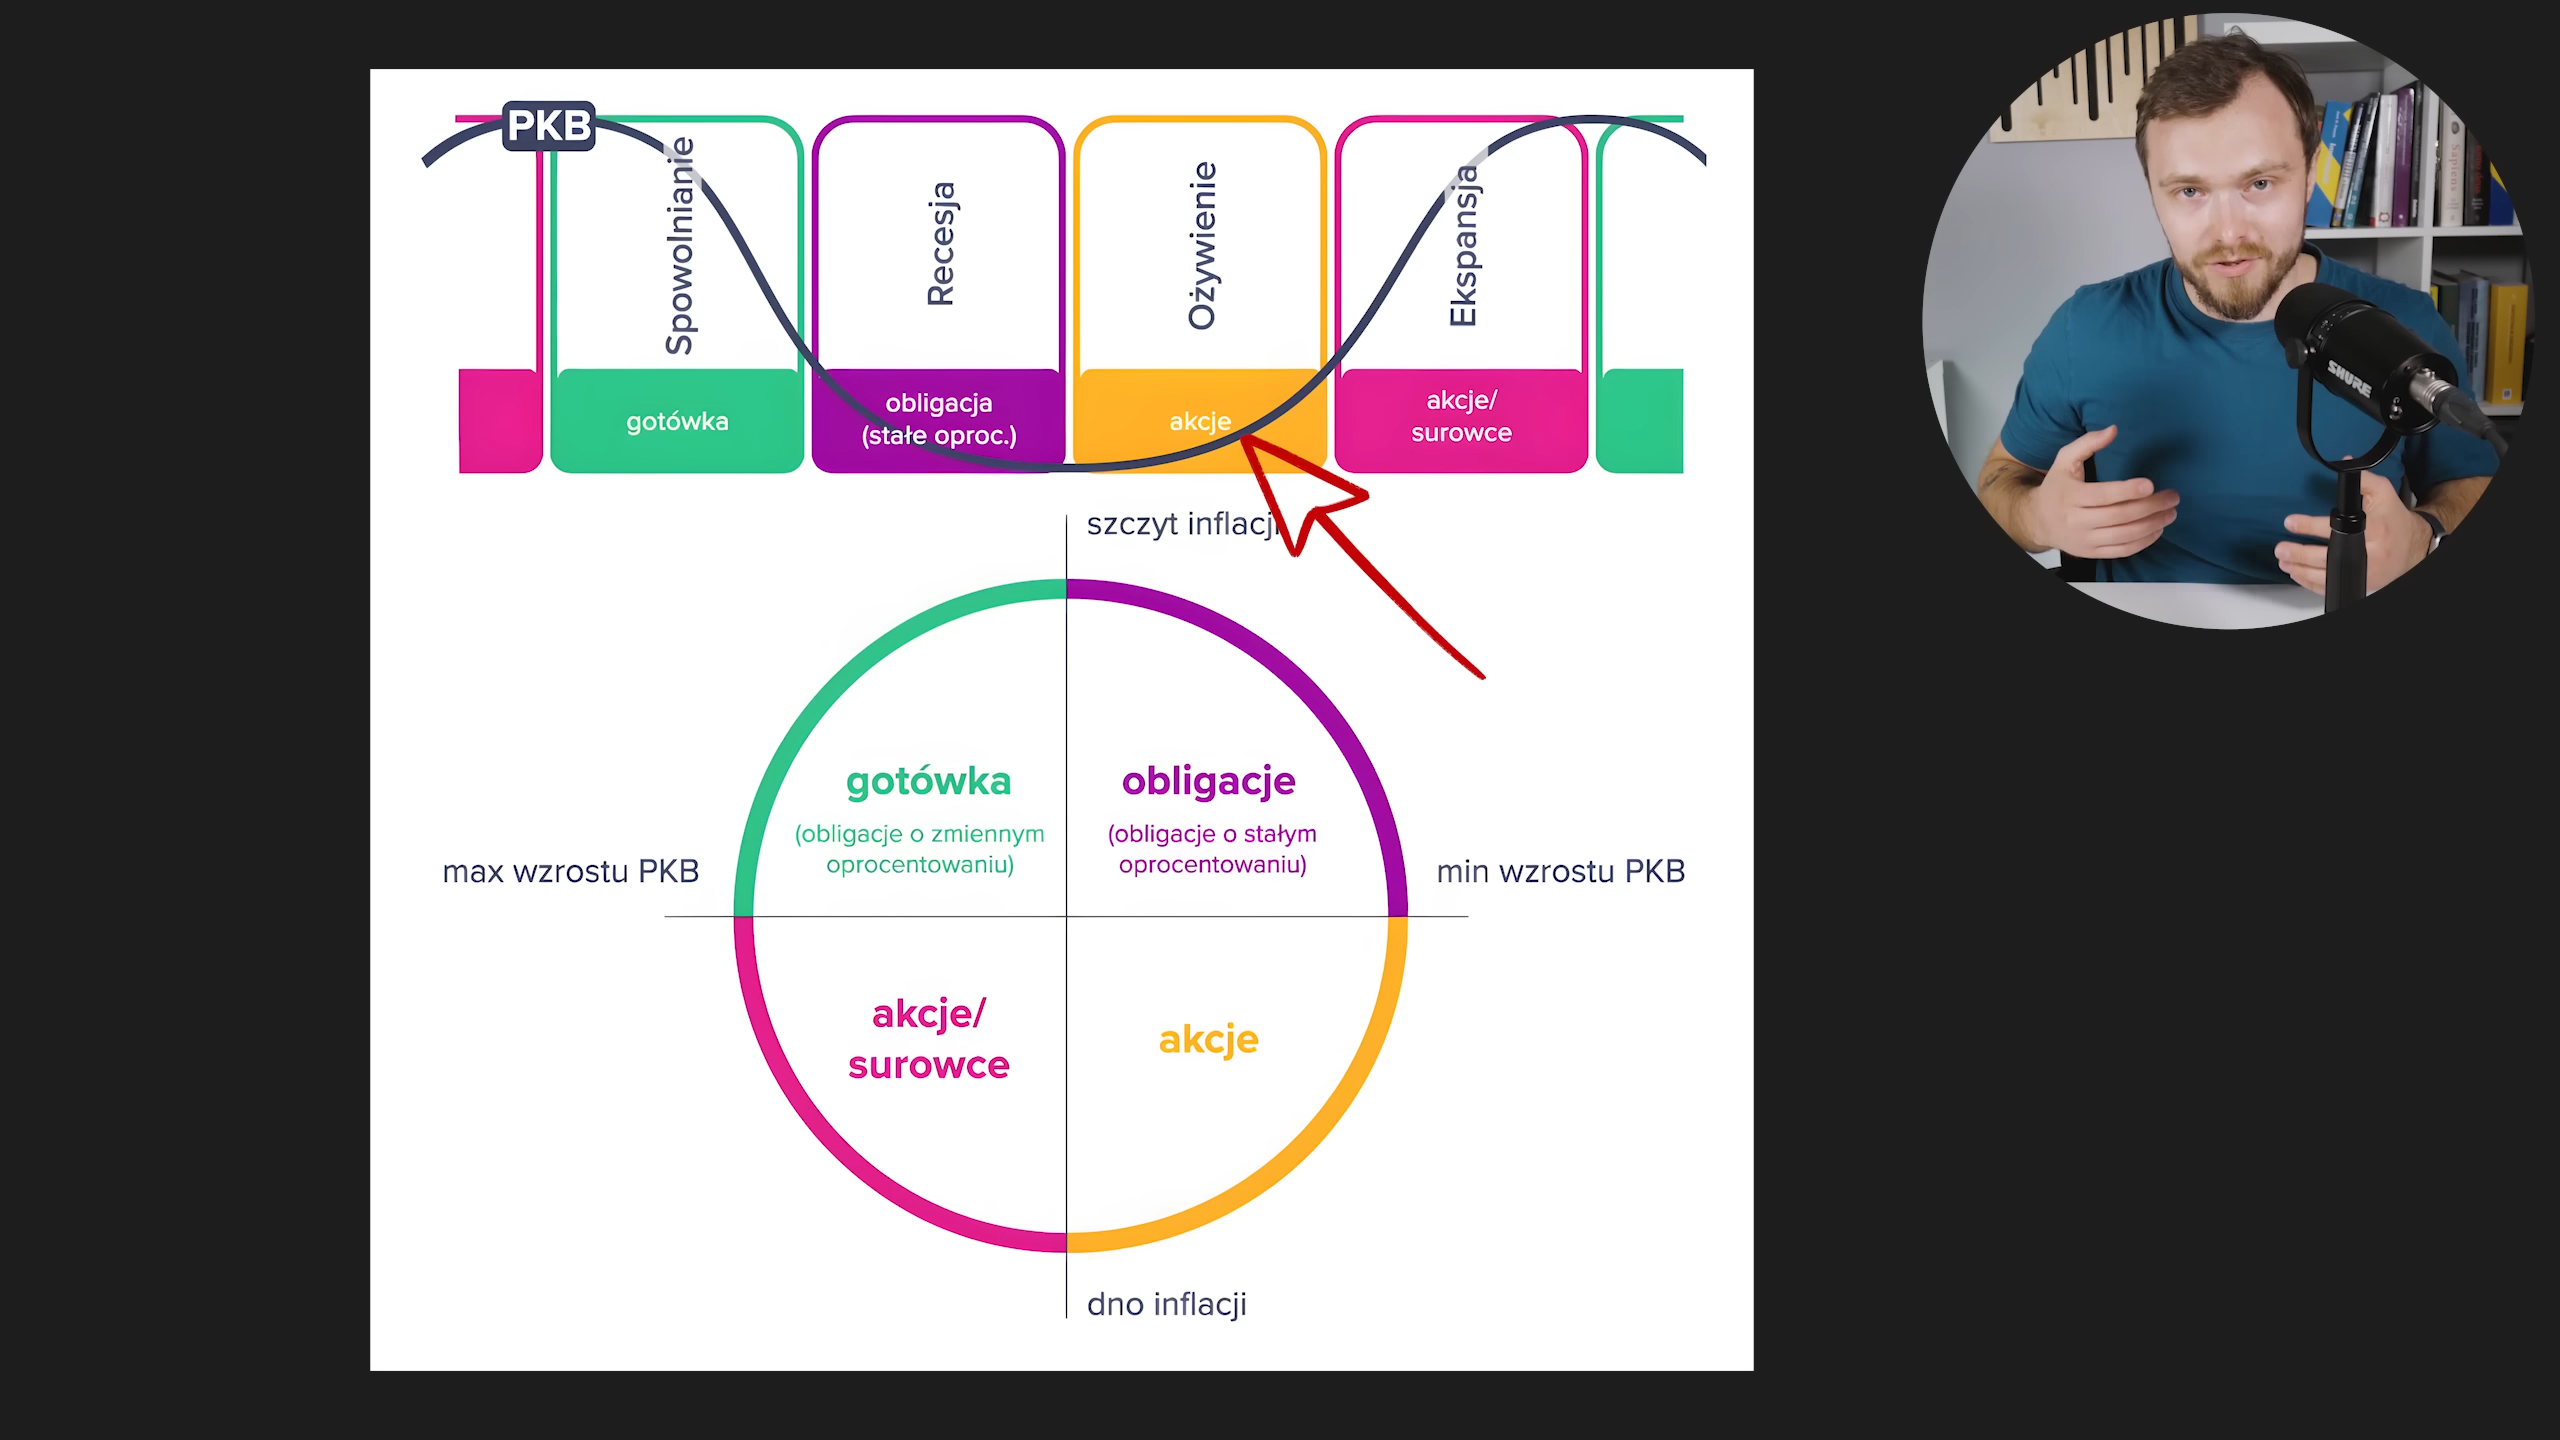 PKB
Spowolnianie
Recesja
Ożywienie
Ekspansja
gotówka
obligacja
(stałe oproc.)
akcje
akcje/
surowce
szczyt inflacji
gotówka
(obligacje o zmiennym
oprocentowaniu)
obligacje
(obligacje o stałym
oprocentowaniu)
max wzrostu PKB
min wzrostu PKB
akcje/
surowce
akcje
dno inflacji
SHURE
Sapiens